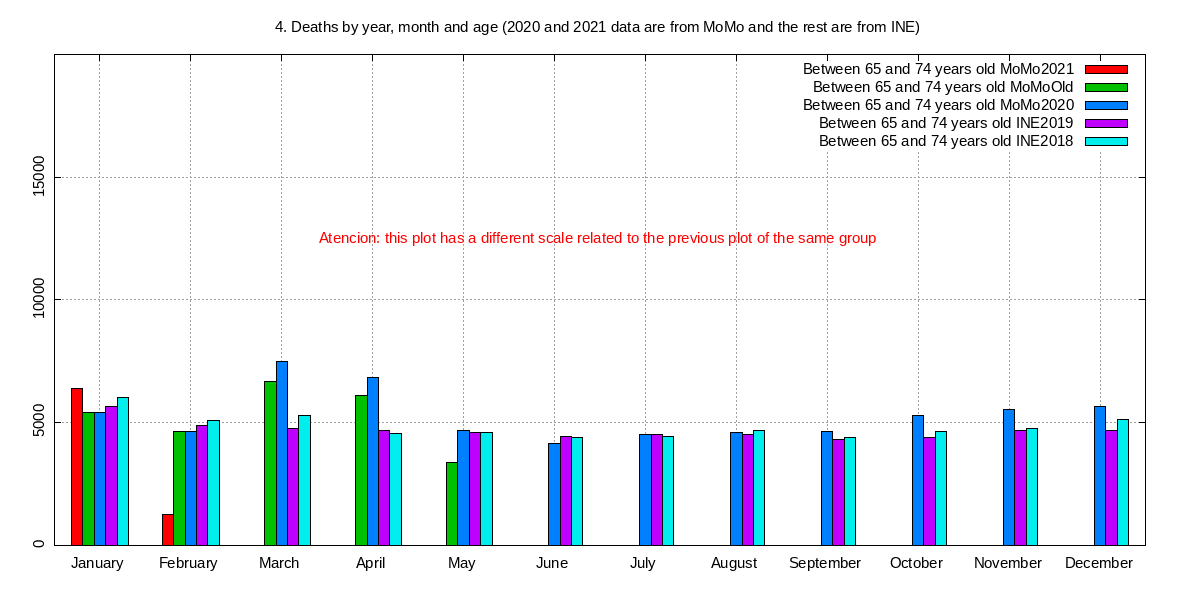 4. Deaths by year, month and age (2020 and 2021 data are from MoMo and the rest are from INE)
Between 65 and 74 years old MoMo2021
Between 65 and 74 years old MoMoOld
Between 65 and 74 years old MoMo2020
Between 65 and 74 years old INE2019
Between 65 and 74 years old INE2018
15000
Atencion: this plot has a different scale related to the previous plot of the same group
10000
5000
0
January February March April May June July August September October November December